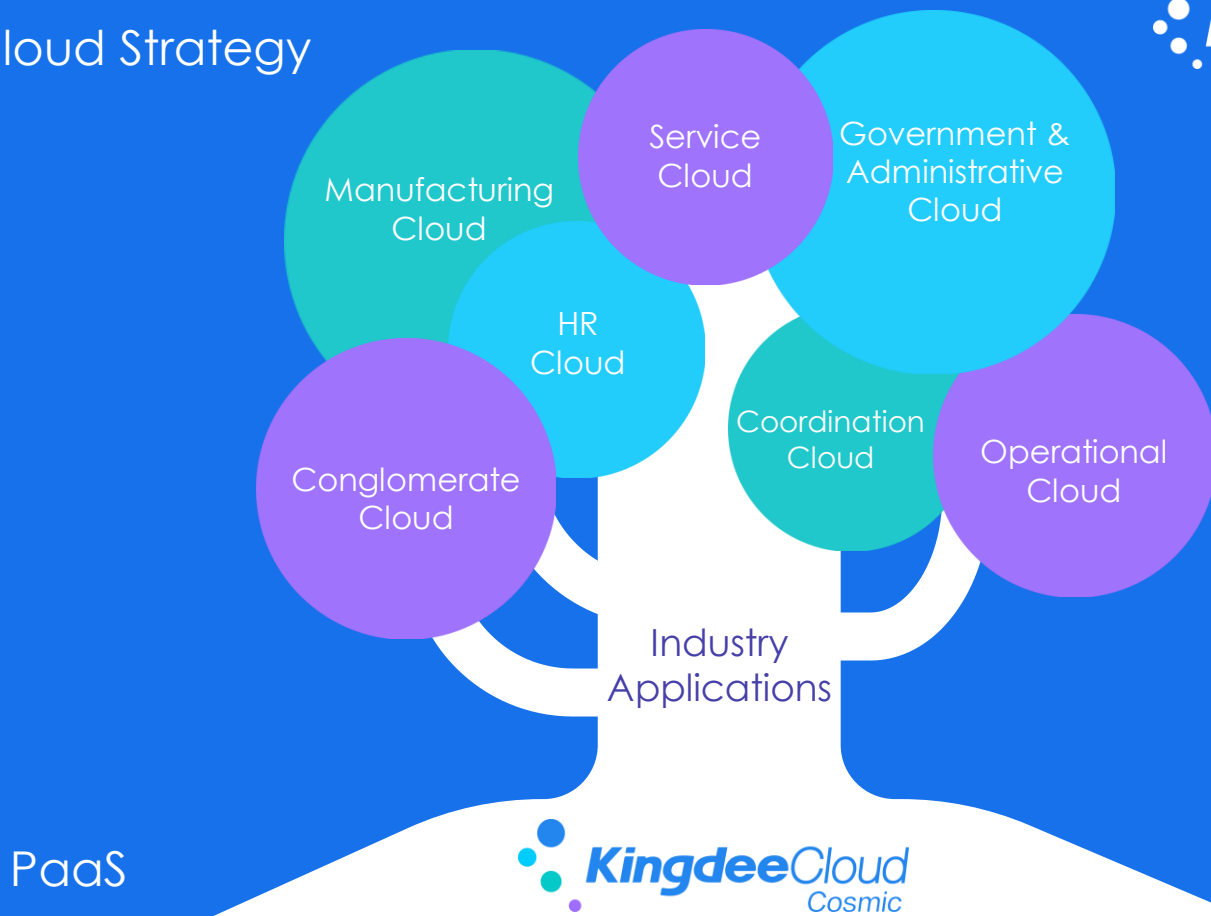 loud Strategy
Service
Cloud
Government &
Administrative
Cloud
Manufacturing
Cloud
HR
Cloud
Coordination
Cloud
Operational
Cloud
Conglomerate
Cloud
Industry
Applications
PaaS
KingdeeCloud
Cosmic